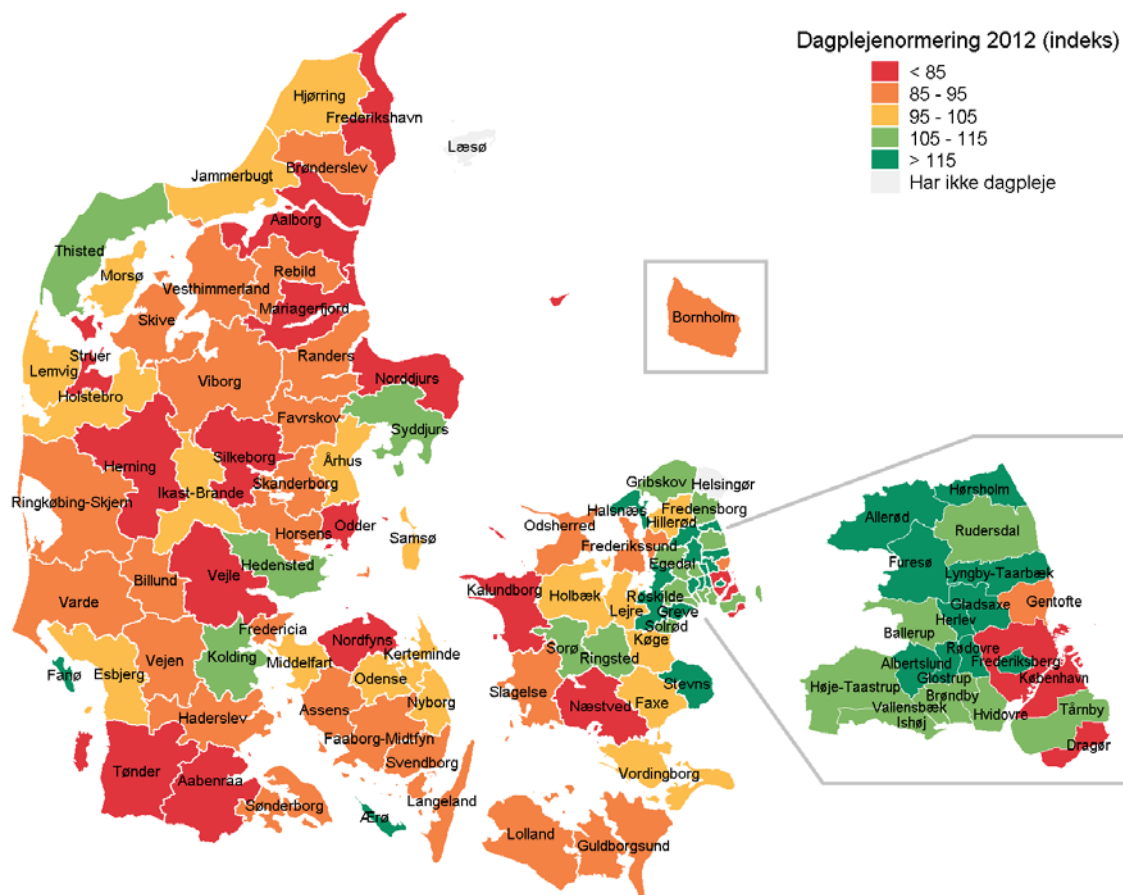 Dagplejenormering 2012 (indeks)
< 85
85 - 95
95 - 105
105 - 115
> 115
Har ikke dagpleje
Hjørring
Frederikshavn
Læsø
Brønderslev
Jammerbugt
Aalborg
Thisted
Morsø
Rebild
Vesthimmerland
Mariagerfjord
Skive
Bornholm
Struer
Randers
Lemvig
Viborg
Norddjurs
Holstebro
Favrskov
Syddjurs
Silkeborg
Århus
Herning
Skanderborg
Ikast-Brande
Ringkøbing-Skjern
Horsens
Odder
Samsø
Hedensted
Vejle
Billund
Varde
Fredericia
Nordfyns
Kerteminde
Middelfart
Kolding
Vejen
Esbjerg
Fanø
Odense
Nyborg
Assens
Haderslev
Faaborg-Midtfyn
Svendborg
Tønder
Aabenraa
Sønderborg
Langeland
Ærø
Gribskov
Helsingør
Halsnæs
Fredensborg
Hillerød
Odsherred
Frederikssund
Egedal
Kalundborg
Holbæk
Roskilde
Lejre
Greve
Solrød
Køge
Sorø
Ringsted
Stevns
Slagelse
Næstved
Faxe
Vordingborg
Lolland
Guldborgsund
Hørsholm
Allerød
Rudersdal
Furesø
Lyngby-Taarbæk
Gentofte
Gladsaxe
Herlev
Ballerup
Rødovre
Albertslund
Frederiksberg
Glostrup
København
Høje-Taastrup
Brøndby
Vallensbæk
Tårnby
Ishøj
Hvidovre
Dragør